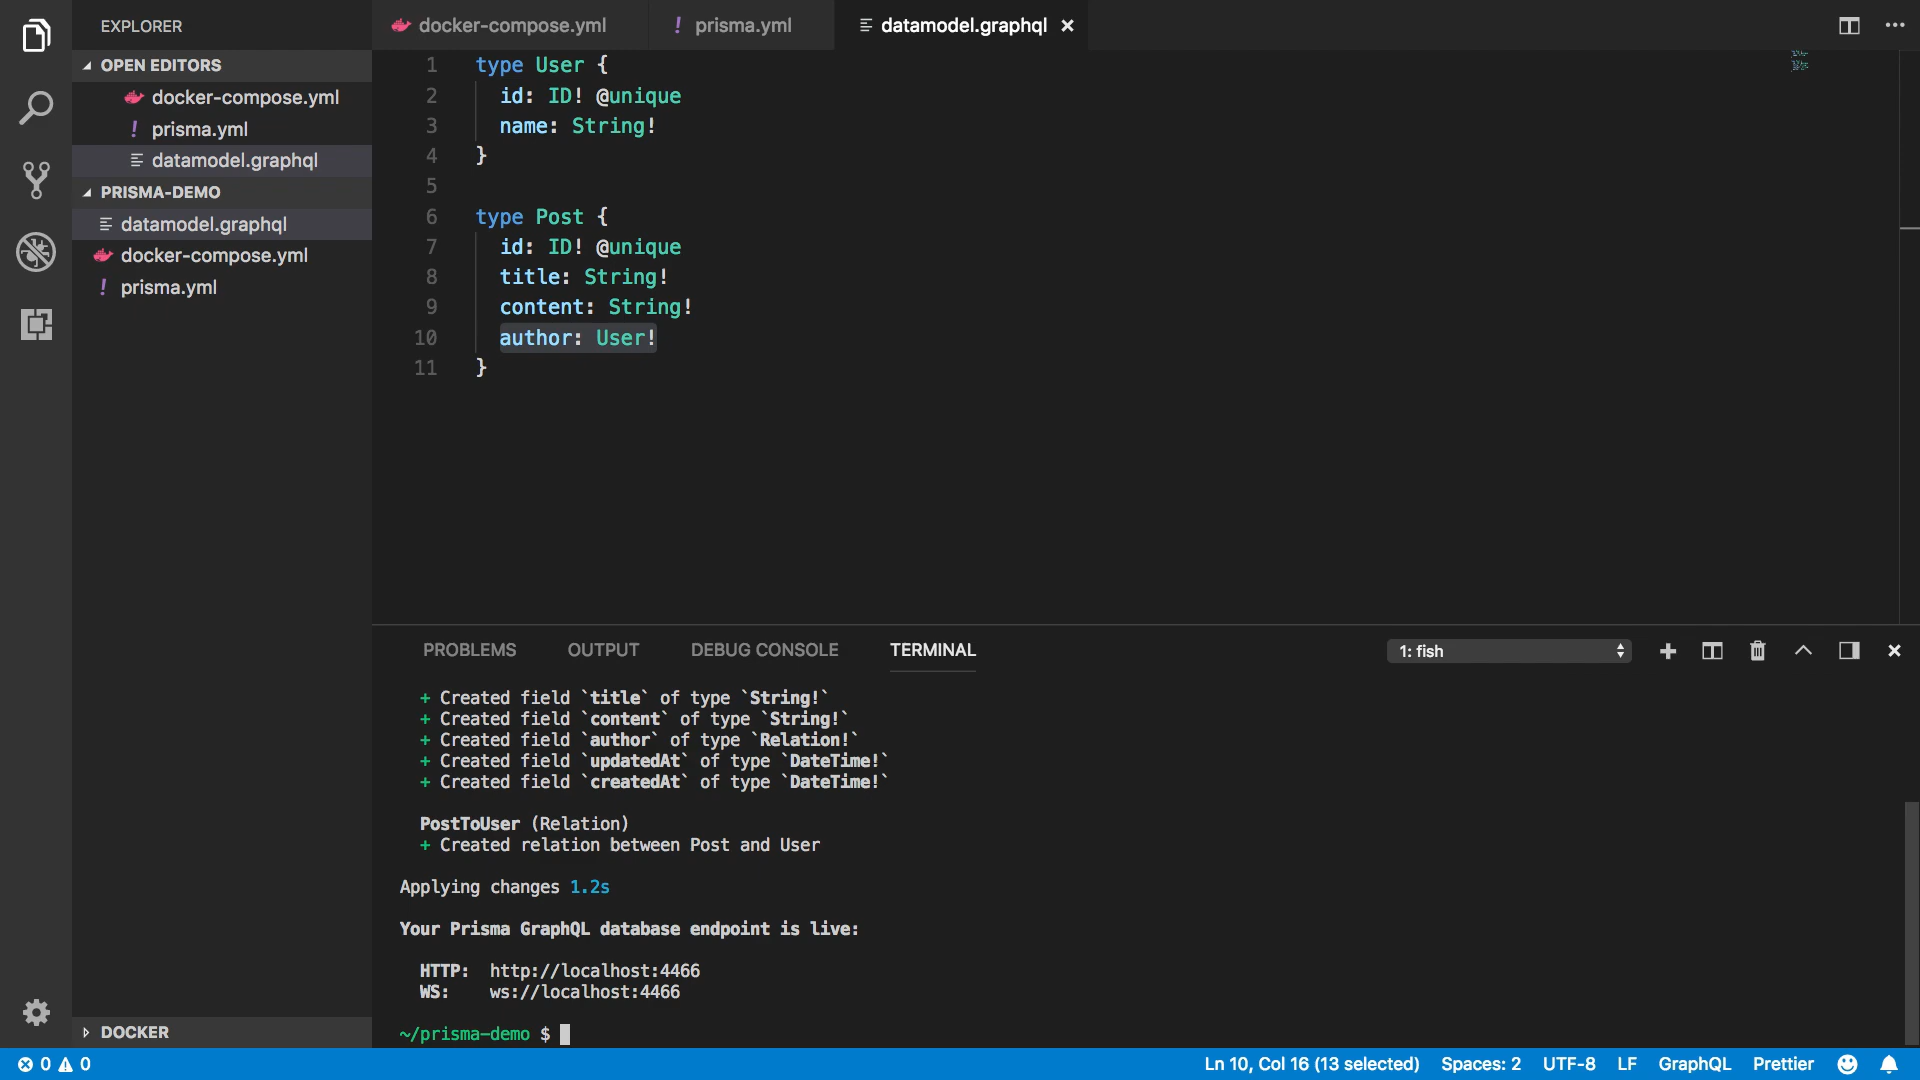 EXPLORER
OPEN EDITORS
docker-compose.yml
! prisma.yml
datamodel.graphql
PRISMA-DEMO
datamodel.graphql
docker-compose.yml
! prisma.yml
DOCKER
docker-compose.yml
! prisma.yml
datamodel.graphql
1 type User {
2 id: ID! @unique
3 name: String!
4 }
5
6 type Post {
7 id: ID! @unique
8 title: String!
9 content: String!
10 author: User!
11 }
PROBLEMS OUTPUT DEBUG CONSOLE TERMINAL 1: fish
+ Created field `title` of type `String!`
+ Created field `content` of type `String!`
+ Created field `author` of type `Relation!`
+ Created field `updatedAt` of type `DateTime!`
+ Created field `createdAt` of type `DateTime!`
PostToUser (Relation)
+ Created relation between Post and User
Applying changes 1.2s
Your Prisma GraphQL database endpoint is live:
HTTP: http://localhost:4466
WS: ws://localhost:4466
~/prisma-demo $
0 0 Ln 10, Col 16 (13 selected) Spaces: 2 UTF-8 LF GraphQL Prettier